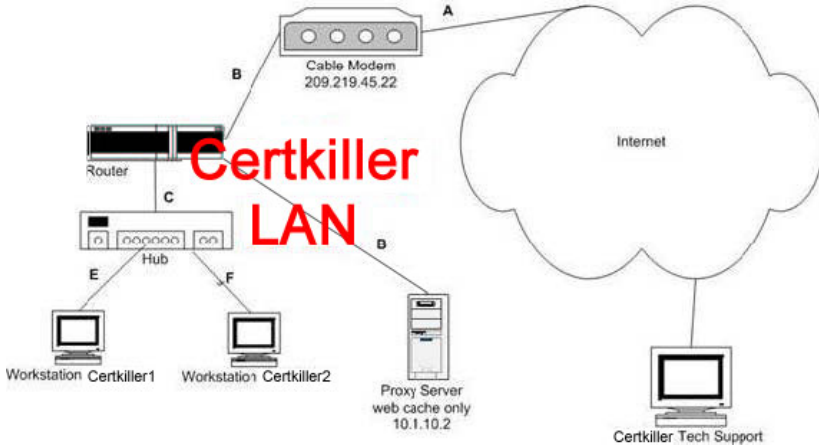 A
Cable Modem
209.219.45.22
B
Internet
Router
Certkiller
LAN
C
B
Hub
E
F
Workstation Certkiller1
Workstation Certkiller2
Proxy Server
web cache only
10.1.10.2
Certkiller Tech Support